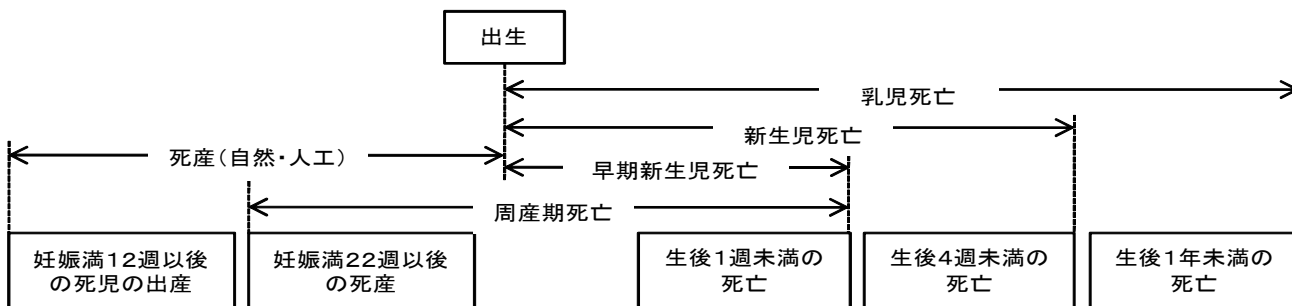 出生
乳児死亡
新生児死亡
死産(自然・人工)
早期新生児死亡
周産期死亡
妊娠満12週以後
の死児の出産
妊娠満22週以後
の死産
生後1週未満の
死亡
生後4週未満の
死亡
生後1年未満の
死亡